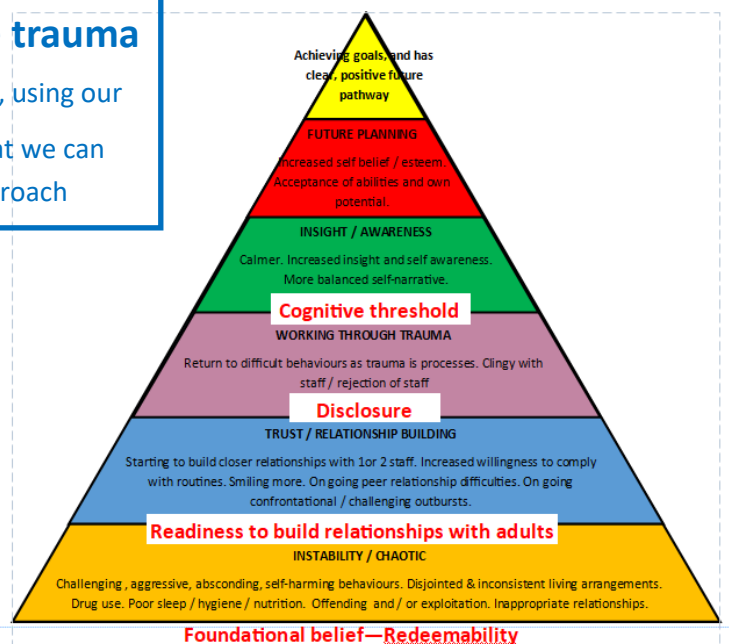 trauma
, using our
at we can
roach
Achieving goals, and has
clear, positive future
pathway
FUTURE PLANNING
Increased self belief / esteem.
Acceptance of abilities and own
potential.
INSIGHT / AWARENESS
Calmer. Increased insight and self awareness.
More balanced self-narrative.
Cognitive threshold
WORKING THROUGH TRAUMA
Return to difficult behaviours as trauma is processes. Clingy with
staff / rejection of staff
Disclosure
TRUST / RELATIONSHIP BUILDING
Starting to build closer relationships with 1or 2 staff. Increased willingness to comply
with routines. Smiling more. On going peer relationship difficulties. On going
confrontational / challenging outbursts.
Readiness to build relationships with adults
INSTABILITY / CHAOTIC
Challenging , aggressive, absconding, self-harming behaviours. Disjointed & inconsistent living arrangements.
Drug use. Poor sleep / hygiene / nutrition. Offending and / or exploitation. Inappropriate relationships.
Foundational belief—Redeemability